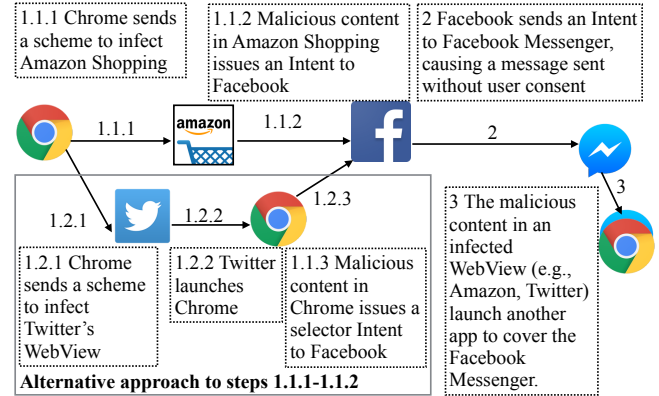 1.1.1 Chrome sends
a scheme to infect
Amazon Shopping
1.1.2 Malicious content
in Amazon Shopping
issues an Intent to
Facebook
2 Facebook sends an Intent
to Facebook Messenger,
causing a message sent
without user consent
1.1.1
amazon
1.1.2
2
3
1.2.1
1.2.2
1.2.3
1.2.1 Chrome
sends a scheme
to infect
Twitter's
WebView
1.2.2 Twitter
launches
Chrome
1.1.3 Malicious
content in
Chrome issues a
selector Intent
to Facebook
3 The malicious
content in an
infected
WebView (e.g.,
Amazon, Twitter)
launch another
app to cover the
Facebook
Messenger.
Alternative approach to steps 1.1.1-1.1.2